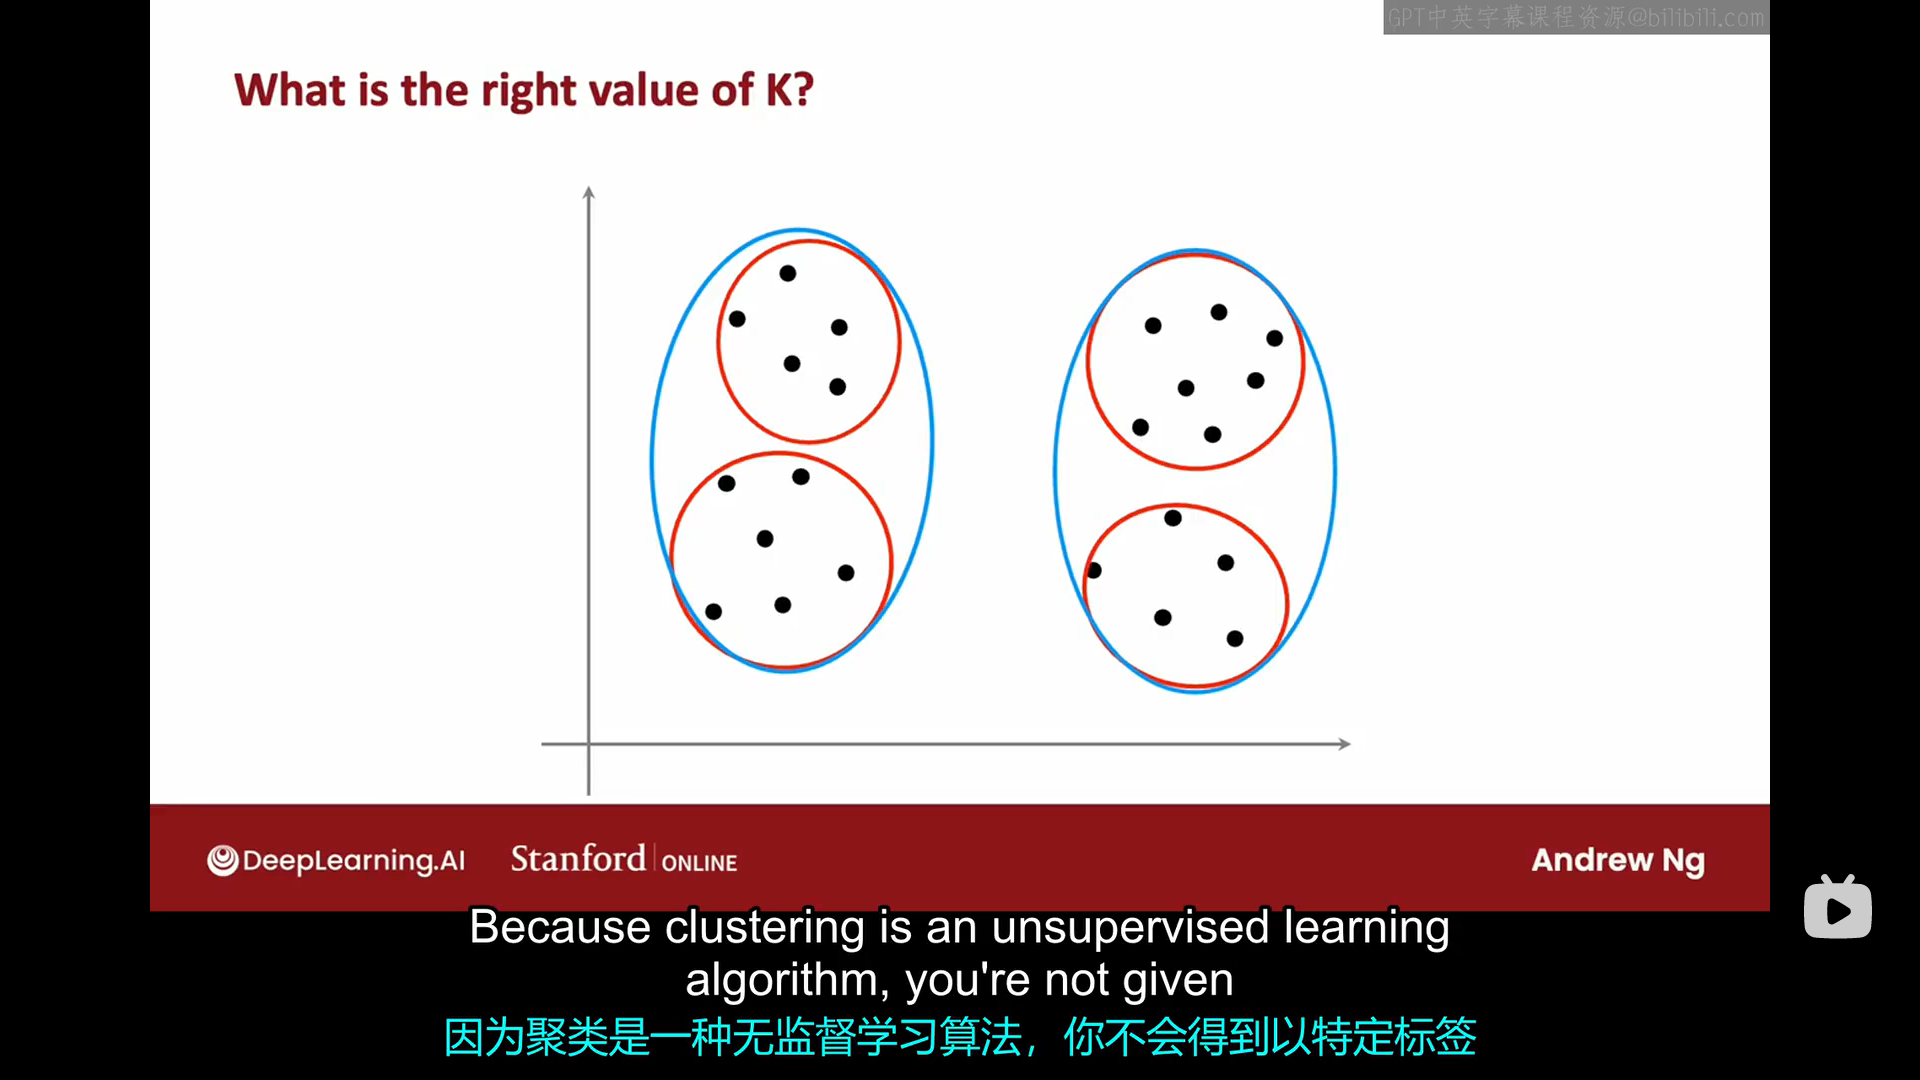 GPT中英字幕课程资源@bilibili.com
What is the right value of K?
DeepLearning.AI
Stanford ONLINE
Andrew Ng
Because clustering is an unsupervised learning
algorithm, you're not given
因为聚类是一种无监督学习算法，你不会得到以特定标签